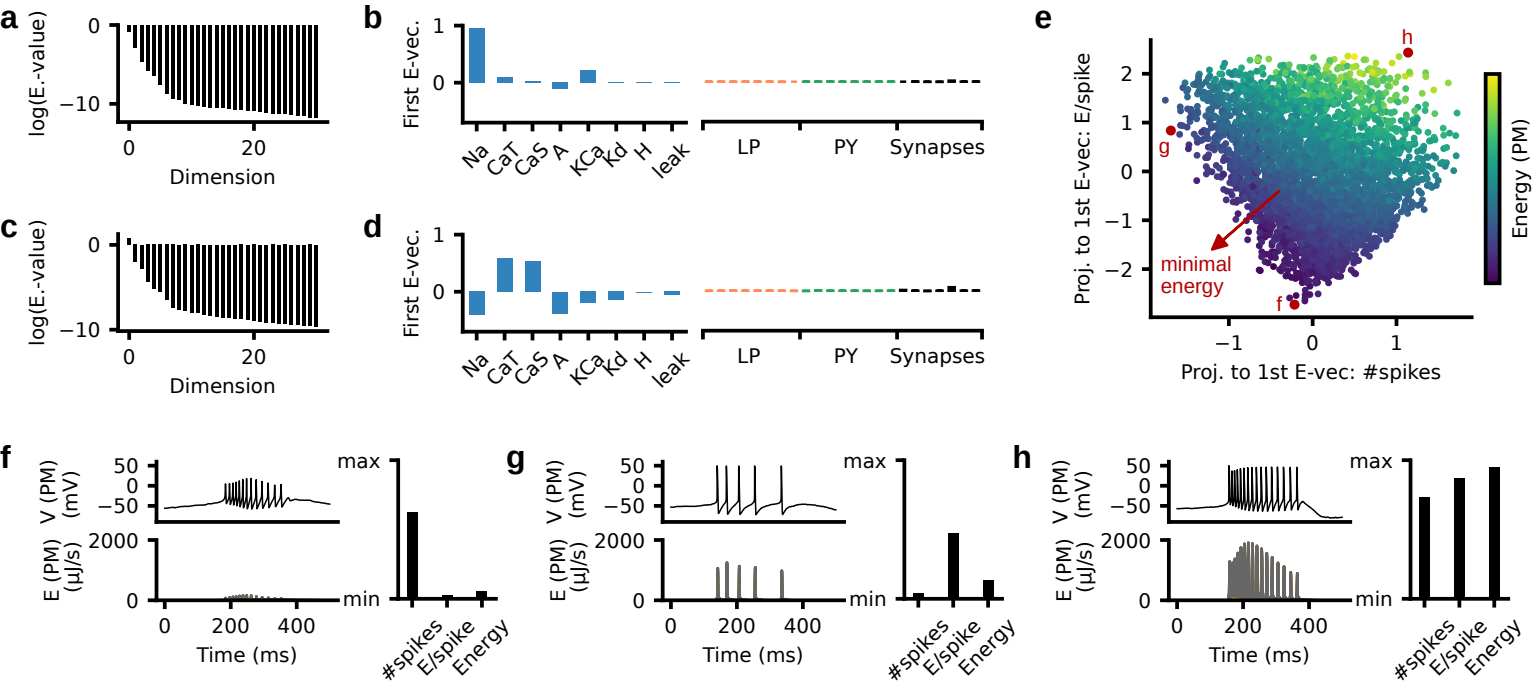 a
log(E.-value)
0
−10
0
20
Dimension
b
First E-vec.
1
0
Na
CaT
CaS
A
KCa
Kd
H
leak
LP
PY
Synapses
c
log(E.-value)
0
−10
0
20
Dimension
d
First E-vec.
1
0
Na
CaT
CaS
A
KCa
Kd
H
leak
LP
PY
Synapses
e
Proj. to 1st E-vec: E/spike
2
1
0
−1
−2
h
g
minimal
energy
f
−1
0
1
Proj. to 1st E-vec: #spikes
Energy (PM)
f
V (PM)
(mV)
50
−50
E (PM)
(μJ/s)
2000
0
0
200
400
Time (ms)
max
min
#spikes
E/spike
Energy
g
V (PM)
(mV)
50
−50
E (PM)
(μJ/s)
2000
0
0
200
400
Time (ms)
max
min
#spikes
E/spike
Energy
h
V (PM)
(mV)
50
−50
E (PM)
(μJ/s)
2000
0
0
200
400
Time (ms)
max
min
#spikes
E/spike
Energy